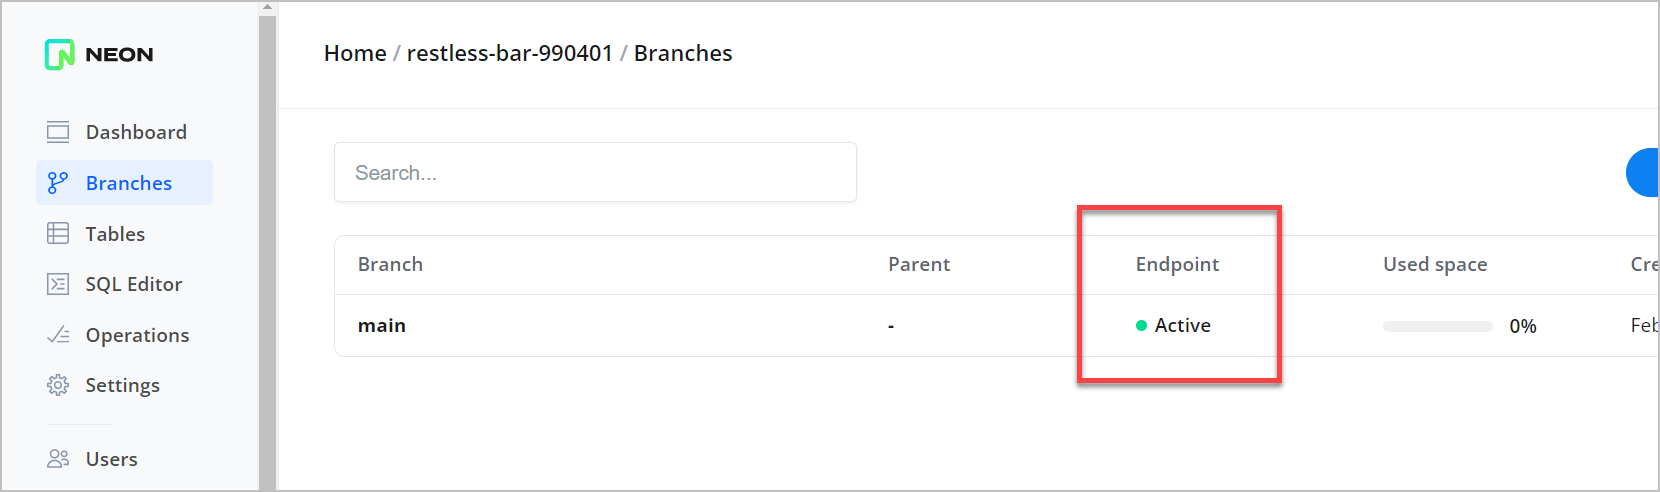 NEON
Dashboard
Branches
Tables
SQL Editor
Operations
Settings
Users
Home / restless-bar-990401 / Branches
Search...
Branch Parent Endpoint Used space Cre
main - Active 0% Feb